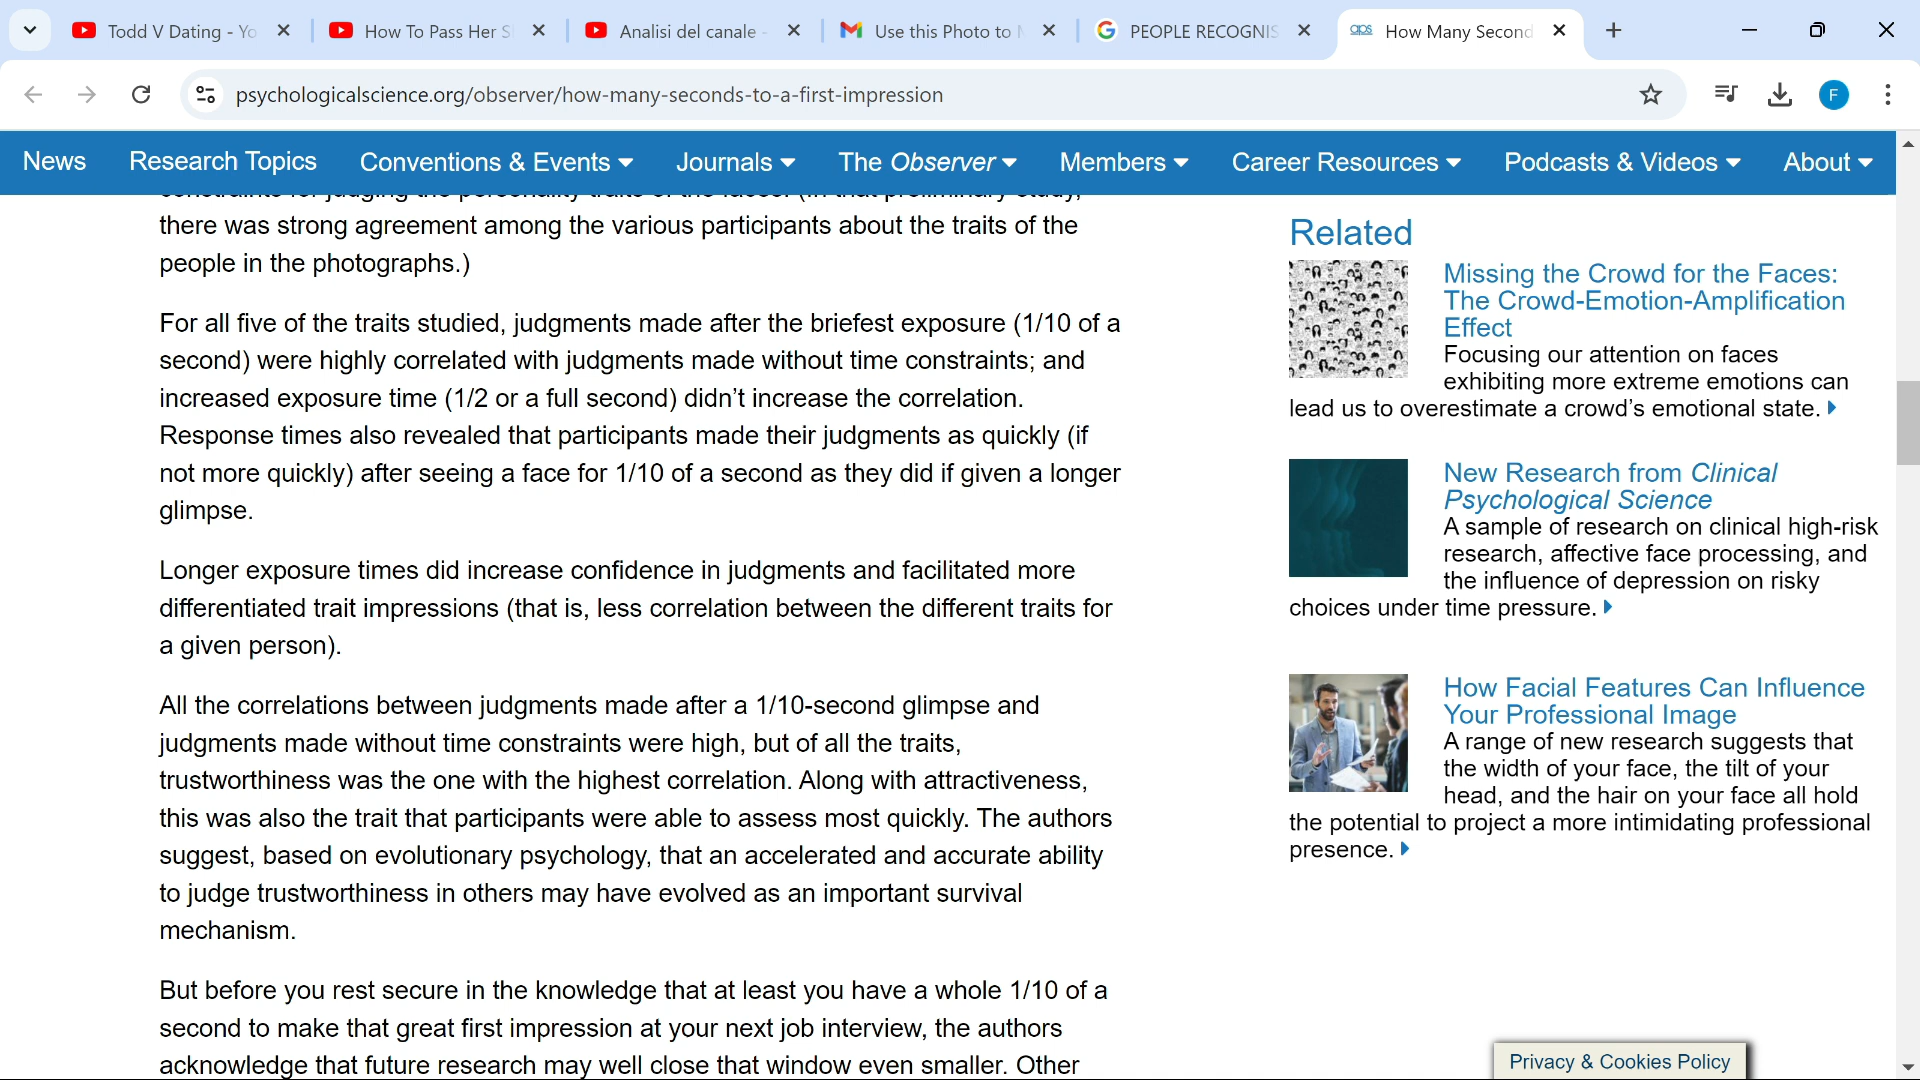 Todd V Dating - Yo
How To Pass Her S
Analisi del canale -
Use this Photo to
PEOPLE RECOGNIS
aps
How Many Second
psychologicalscience.org/observer/how-many-seconds-to-a-first-impression
F
News
Research Topics
Conventions & Events
Journals
The Observer
Members
Career Resources
Podcasts & Videos
About
constraints for judging the personality traits of the faces. (In that preliminary study,
there was strong agreement among the various participants about the traits of the
people in the photographs.)
For all five of the traits studied, judgments made after the briefest exposure (1/10 of a
second) were highly correlated with judgments made without time constraints; and
increased exposure time (1/2 or a full second) didn’t increase the correlation.
Response times also revealed that participants made their judgments as quickly (if
not more quickly) after seeing a face for 1/10 of a second as they did if given a longer
glimpse.
Longer exposure times did increase confidence in judgments and facilitated more
differentiated trait impressions (that is, less correlation between the different traits for
a given person).
All the correlations between judgments made after a 1/10-second glimpse and
judgments made without time constraints were high, but of all the traits,
trustworthiness was the one with the highest correlation. Along with attractiveness,
this was also the trait that participants were able to assess most quickly. The authors
suggest, based on evolutionary psychology, that an accelerated and accurate ability
to judge trustworthiness in others may have evolved as an important survival
mechanism.
But before you rest secure in the knowledge that at least you have a whole 1/10 of a
second to make that great first impression at your next job interview, the authors
acknowledge that future research may well close that window even smaller. Other
Related
Missing the Crowd for the Faces:
The Crowd-Emotion-Amplification
Effect
Focusing our attention on faces
exhibiting more extreme emotions can
lead us to overestimate a crowd’s emotional state.
New Research from Clinical
Psychological Science
A sample of research on clinical high-risk
research, affective face processing, and
the influence of depression on risky
choices under time pressure.
How Facial Features Can Influence
Your Professional Image
A range of new research suggests that
the width of your face, the tilt of your
head, and the hair on your face all hold
the potential to project a more intimidating professional
presence.
Privacy & Cookies Policy